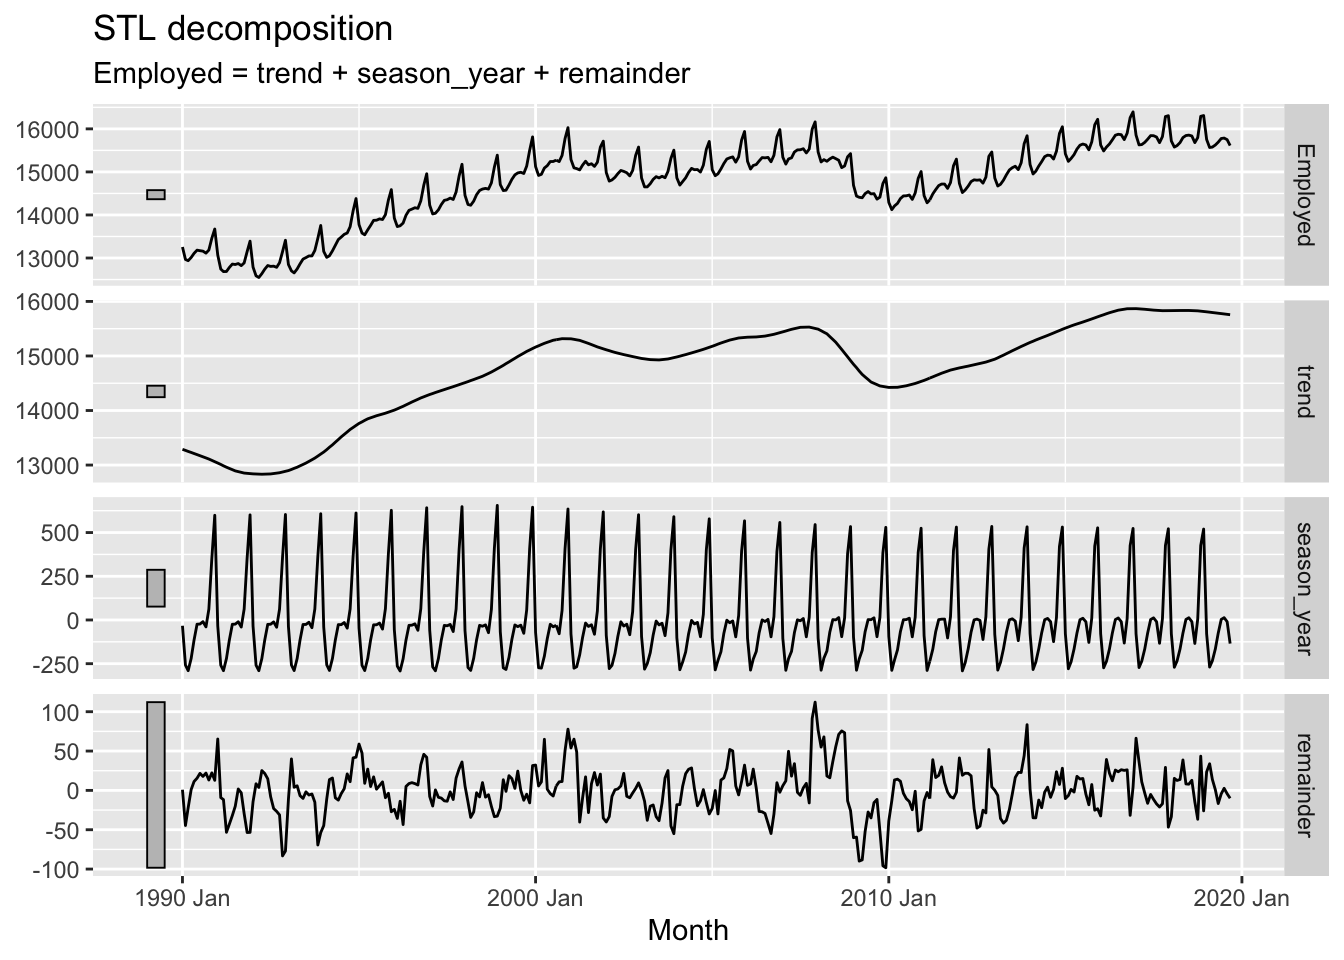 STL decomposition
Employed = trend + season_year + remainder
16000
15000
14000
13000
Employed
16000
15000
14000
13000
trend
500
250
0
-250
season_year
100
50
0
-50
-100
remainder
1990 Jan
2000 Jan
2010 Jan
2020 Jan
Month